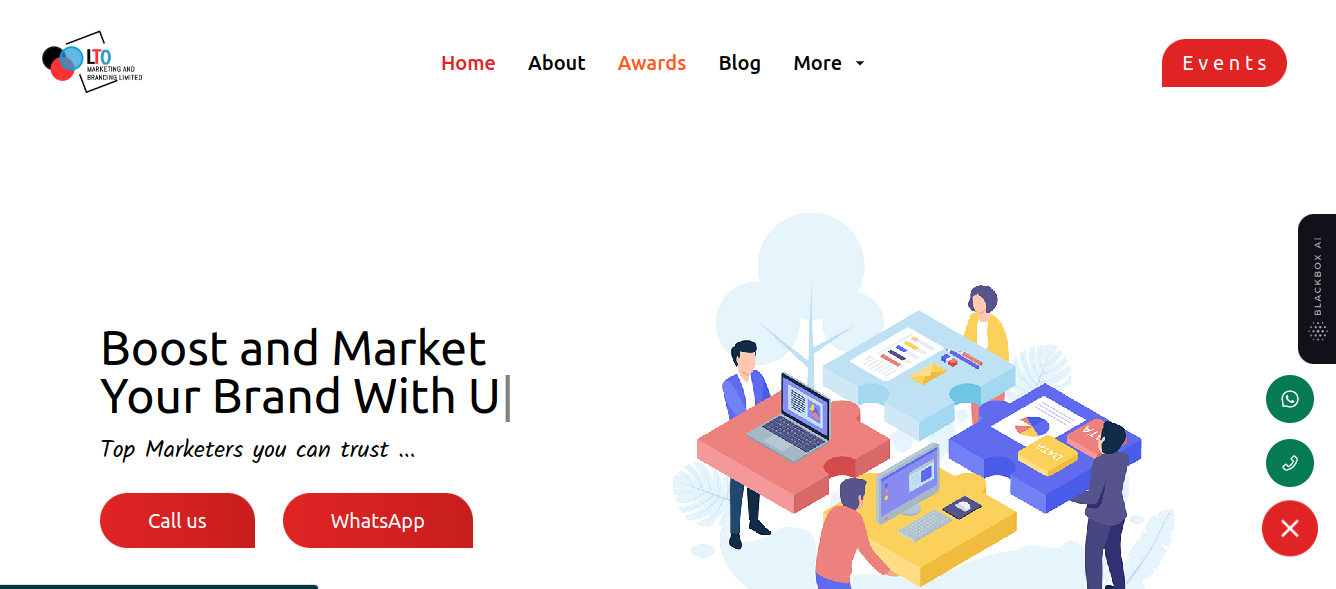 LTO
MARKETING AND
BRANDING LIMITED
Home About Awards Blog More
Events
BLACKBOX AI
Boost and Market
Your Brand With U
Top Marketers you can trust ...
Call us WhatsApp
DATA